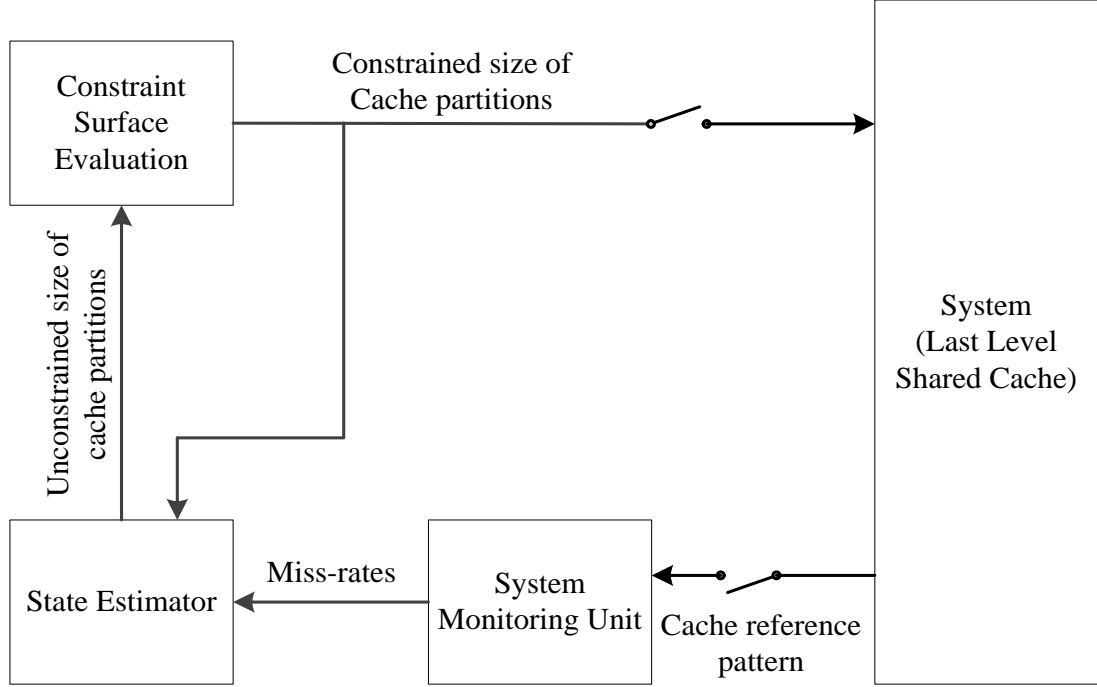 Constraint
Surface
Evaluation
Constrained size of
Cache partitions
Unconstrained size of
cache partitions
System
(Last Level
Shared Cache)
State Estimator
Miss-rates
System
Monitoring Unit
Cache reference
pattern